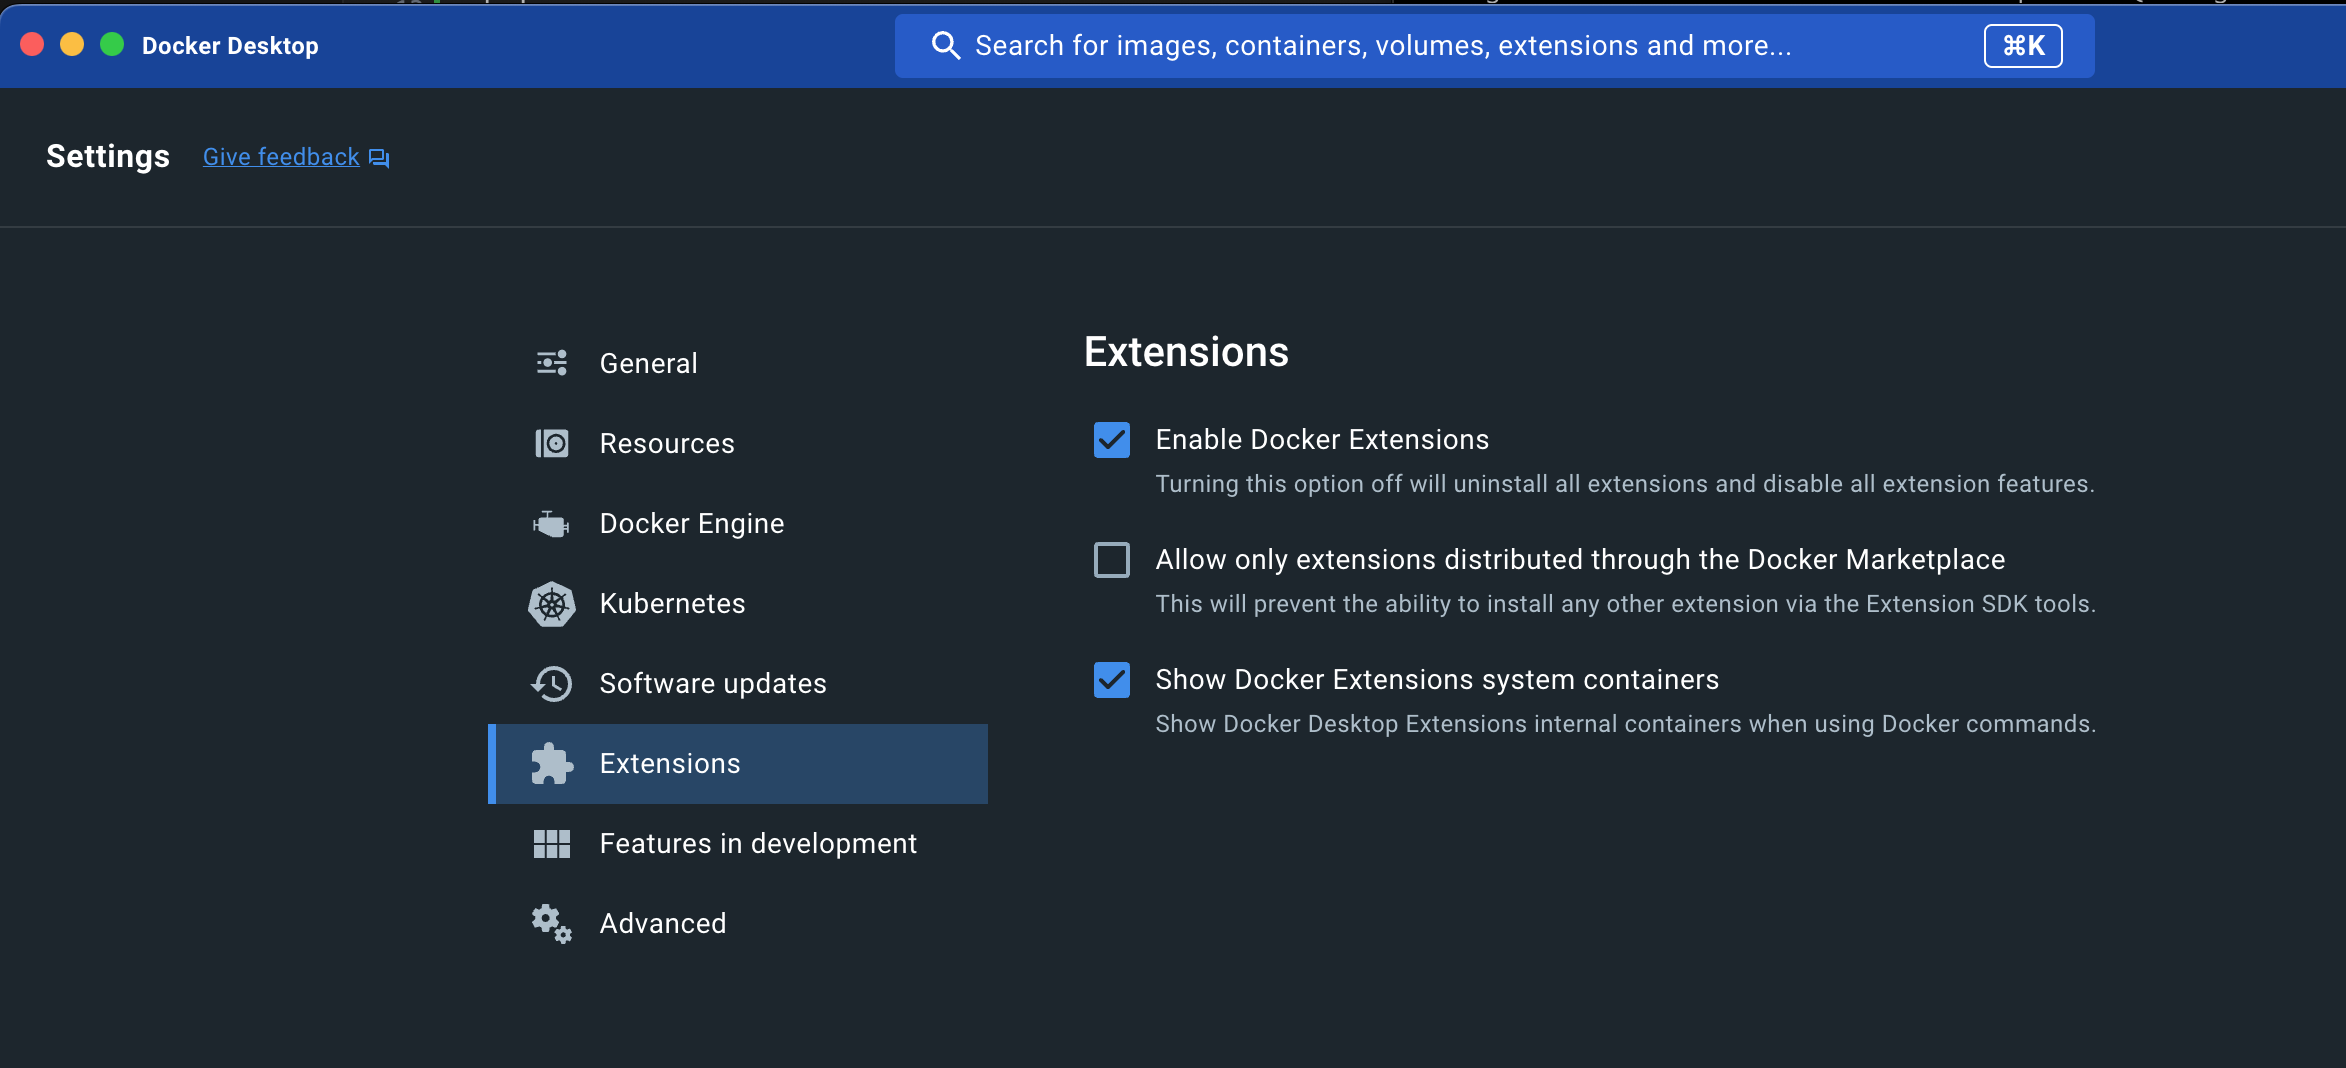 Docker Desktop
Search for images, containers, volumes, extensions and more...
⌘K
Settings
Give feedback
General
Resources
Docker Engine
Kubernetes
Software updates
Extensions
Features in development
Advanced
Extensions
Enable Docker Extensions
Turning this option off will uninstall all extensions and disable all extension features.
Allow only extensions distributed through the Docker Marketplace
This will prevent the ability to install any other extension via the Extension SDK tools.
Show Docker Extensions system containers
Show Docker Desktop Extensions internal containers when using Docker commands.